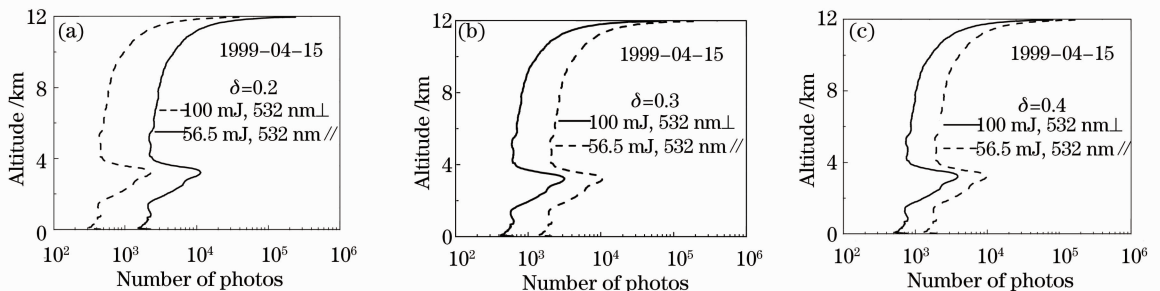 (a)
1999-04-15
δ=0.2
100 mJ, 532 nm⊥
56.5 mJ, 532 nm∥
Altitude /km
12
8
4
0
10²
10³
10⁴
10⁵
10⁶
Number of photos
(b)
1999-04-15
δ=0.3
100 mJ, 532 nm⊥
56.5 mJ, 532 nm∥
Altitude /km
12
8
4
0
10²
10³
10⁴
10⁵
10⁶
Number of photos
(c)
1999-04-15
δ=0.4
100 mJ, 532 nm⊥
56.5 mJ, 532 nm∥
Altitude /km
12
8
4
0
10²
10³
10⁴
10⁵
10⁶
Number of photos